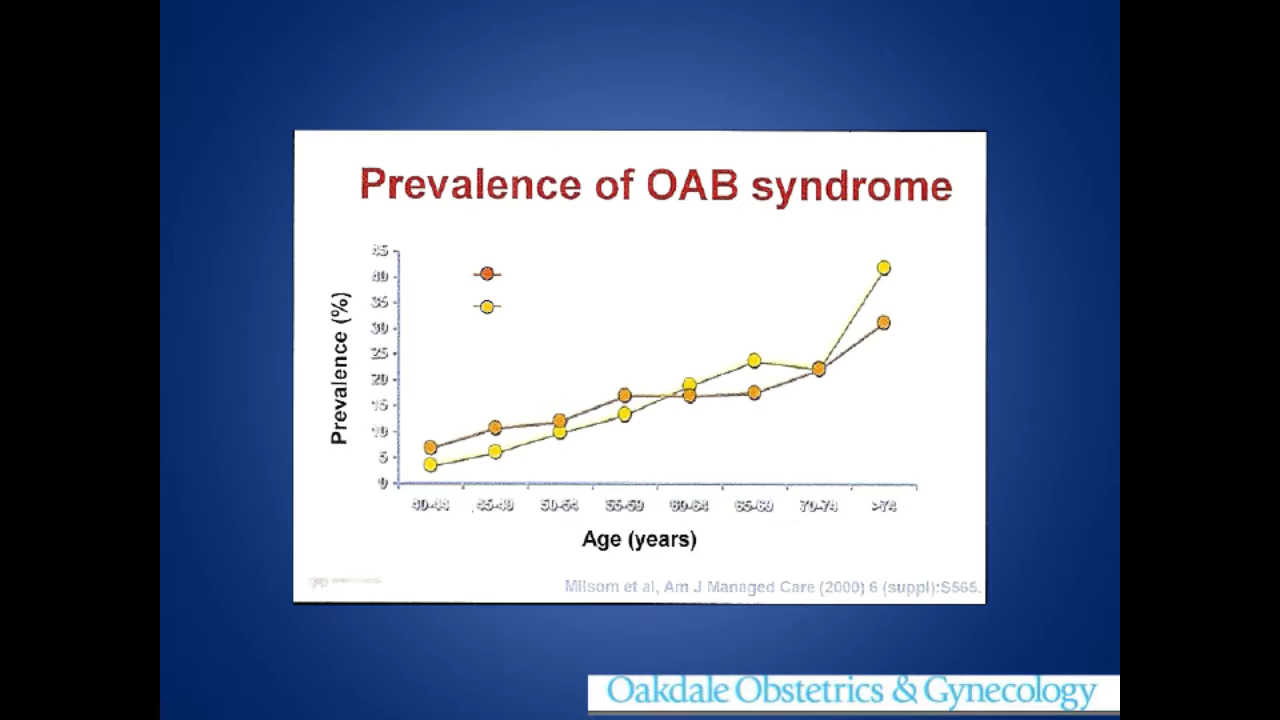 Prevalence of OAB syndrome
Prevalence (%)
45
40
35
30
25
20
15
10
5
0
40-44 45-49 50-54 55-59 60-64 65-69 70-74 >74
Age (years)
Milsom et al, Am J Managed Care (2000) 6 (suppl):S565.
Oakdale Obstetrics & Gynecology